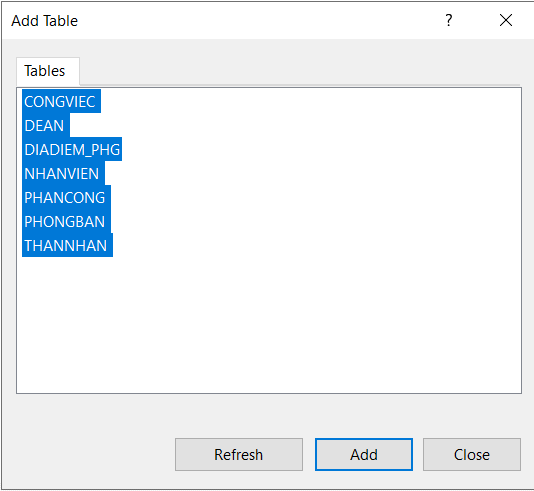 Add Table
?
Tables
CONGVIEC
DEAN
DIADIEM_PHG
NHANVIEN
PHANCONG
PHONGBAN
THANNHAN
Refresh Add Close